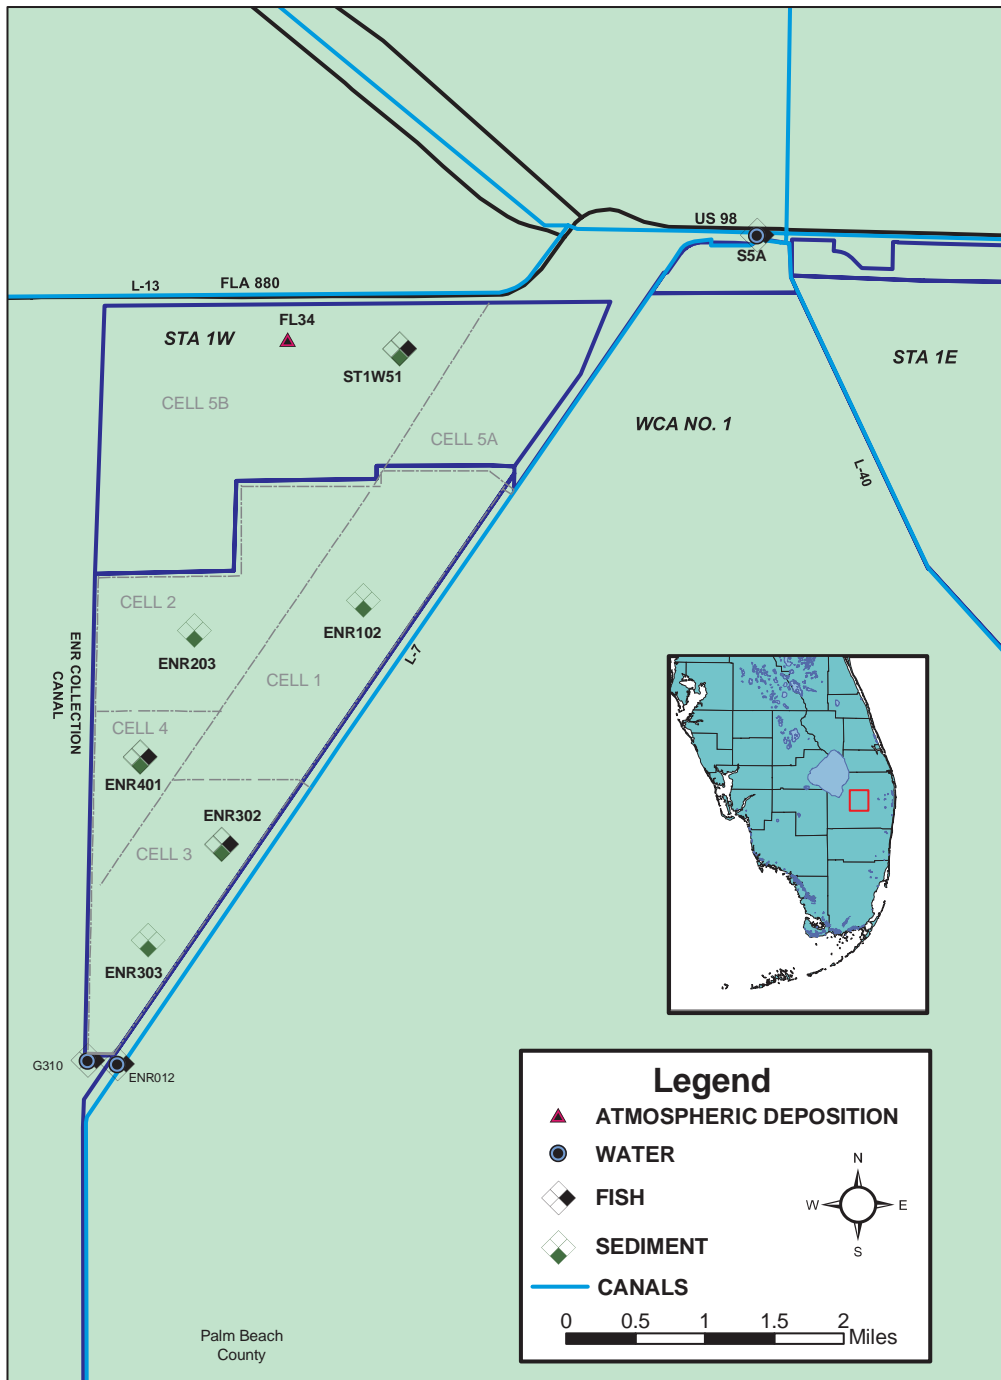 US 98
S5A
L-13
FLA 880
FL34
STA 1W
ST1W51
STA 1E
CELL 5B
WCA NO. 1
CELL 5A
L-40
CELL 2
ENR102
ENR203
ENR COLLECTION
CANAL
L-7
CELL 1
CELL 4
ENR401
ENR302
CELL 3
ENR303
G310
ENR012
Legend
ATMOSPHERIC DEPOSITION
WATER
FISH
SEDIMENT
CANALS
N
W
E
S
0 0.5 1 1.5 2
Miles
Palm Beach
County